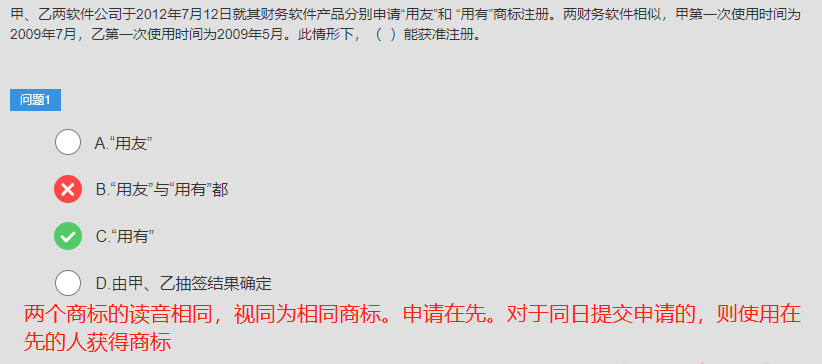 甲、乙两软件公司于2012年7月12日就其财务软件产品分别申请“用友”和 “用有”商标注册。两财务软件相似，甲第一次使用时间为
2009年7月，乙第一次使用时间为2009年5月。此情形下，（ ）能获准注册。
问题1
A.“用友”
B.“用友”与“用有”都
C.“用有”
D.由甲、乙抽签结果确定
两个商标的读音相同，视同为相同商标。申请在先。对于同日提交申请的，则使用在
先的人获得商标